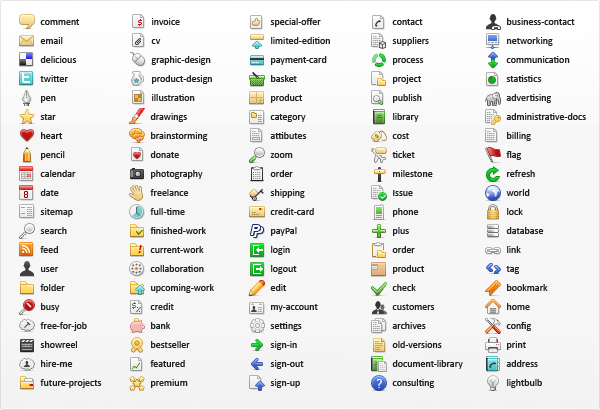 comment
email
delicious
twitter
pen
star
heart
pencil
calendar
date
sitemap
search
feed
user
folder
busy
free-for-job
showreel
hire-me
future-projects
invoice
cv
graphic-design
product-design
illustration
drawings
brainstorming
donate
photography
freelance
full-time
finished-work
current-work
collaboration
upcoming-work
credit
bank
bestseller
featured
premium
special-offer
limited-edition
payment-card
basket
product
category
attibutes
zoom
order
shipping
credit-card
payPal
login
logout
edit
my-account
settings
sign-in
sign-out
sign-up
contact
suppliers
process
project
publish
library
cost
ticket
milestone
Issue
phone
plus
order
product
check
customers
archives
old-versions
document-library
consulting
business-contact
networking
communication
statistics
advertising
administrative-docs
billing
flag
refresh
world
lock
database
link
tag
bookmark
home
config
print
address
lightbulb